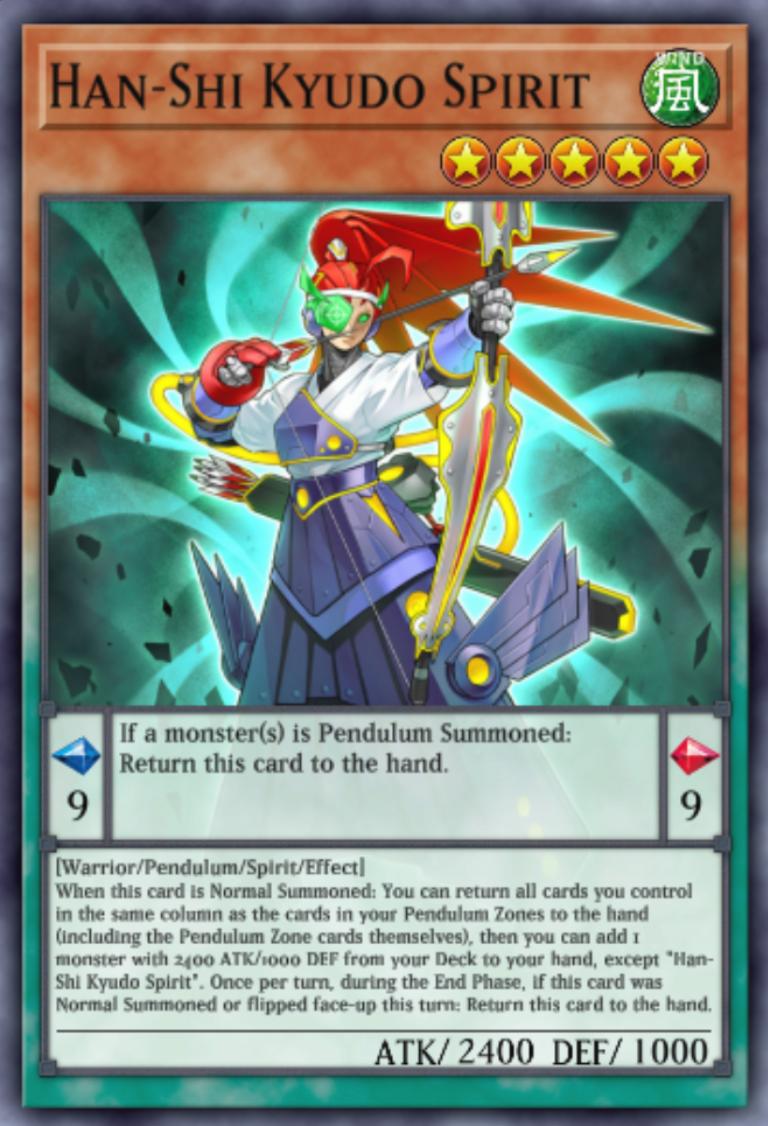 Han-Shi Kyudo Spirit
WIND
風
If a monster(s) is Pendulum Summoned:
Return this card to the hand.
9
9
[Warrior/Pendulum/Spirit/Effect]
When this card is Normal Summoned: You can return all cards you control
in the same column as the cards in your Pendulum Zones to the hand
(including the Pendulum Zone cards themselves), then you can add 1
monster with 2400 ATK/1000 DEF from your Deck to your hand, except "Han-
Shi Kyudo Spirit". Once per turn, during the End Phase, if this card was
Normal Summoned or flipped face-up this turn: Return this card to the hand.
ATK/ 2400 DEF/ 1000